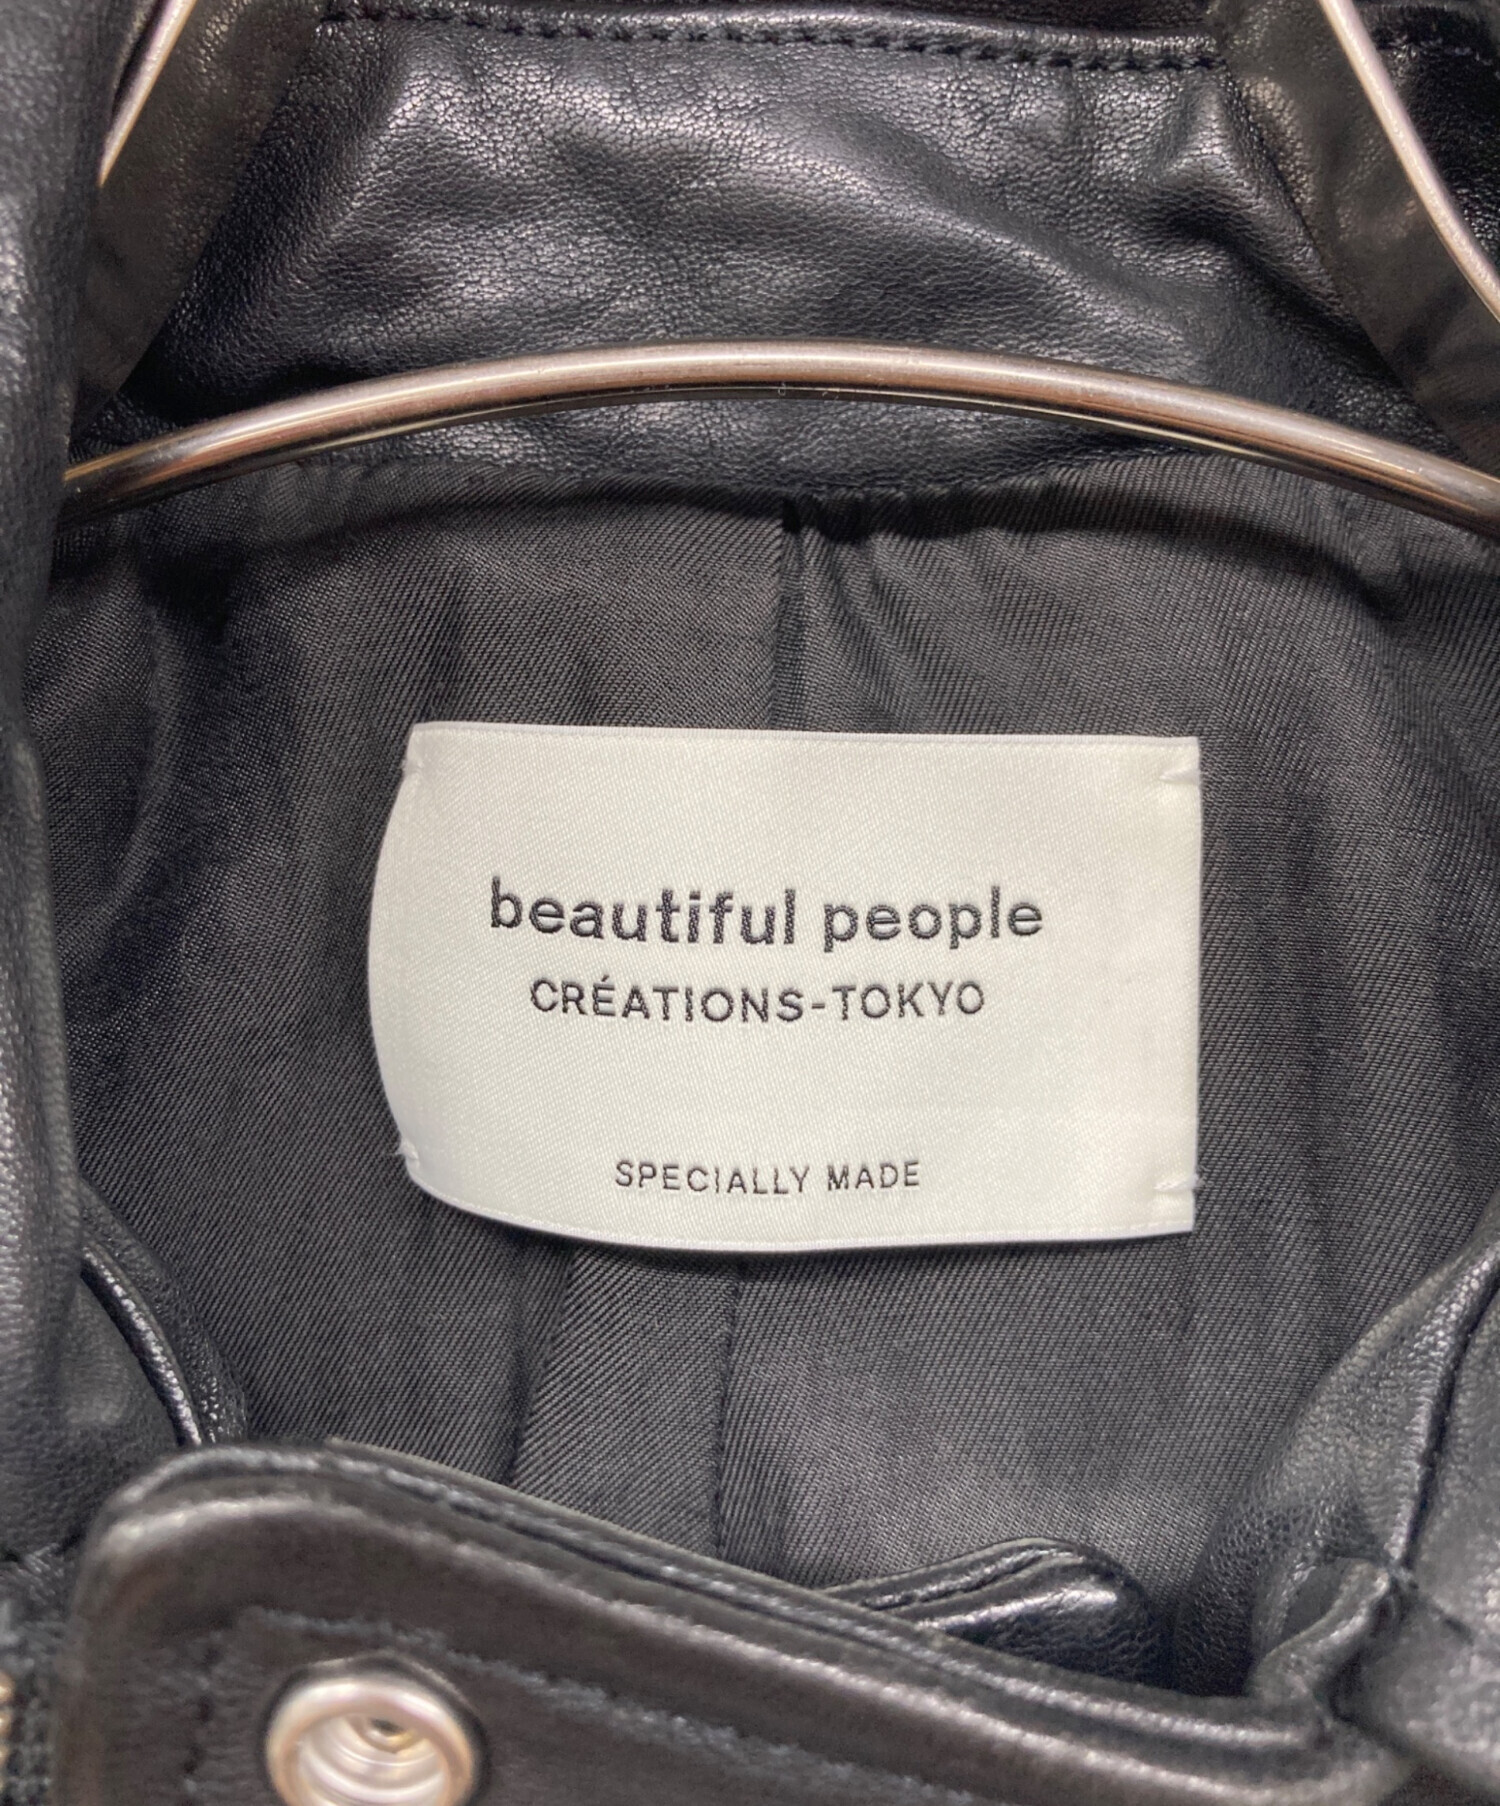 beautiful people
CRÉATIONS-TOKYO
SPECIALLY MADE